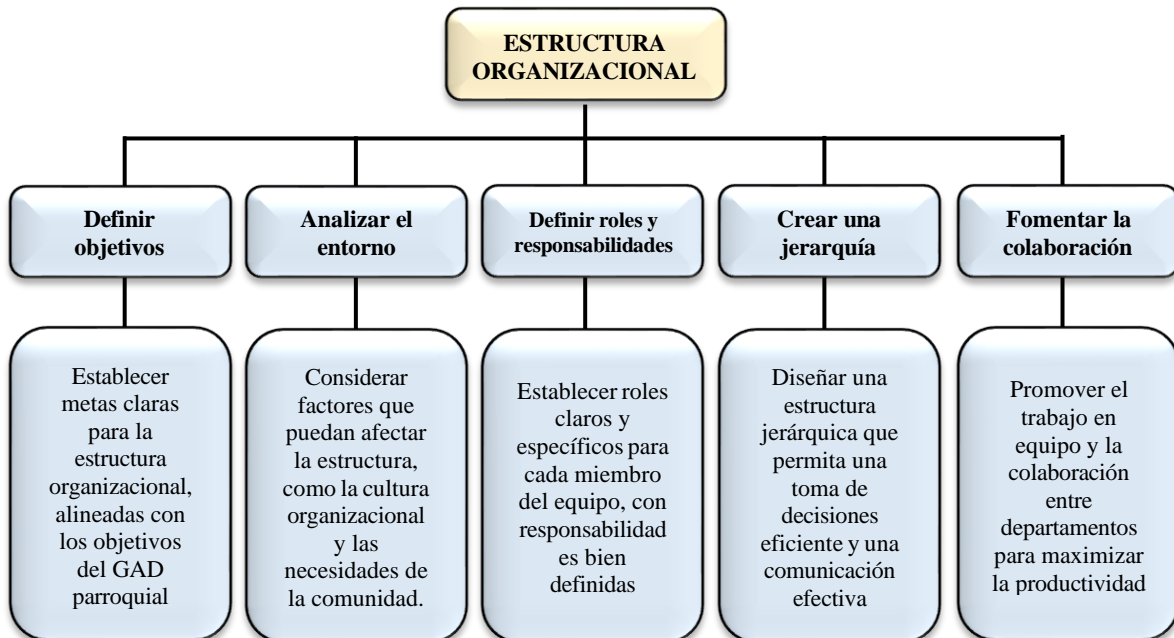 ESTRUCTURA
ORGANIZACIONAL
Definir
objetivos
Analizar el
entorno
Definir roles y
responsabilidades
Crear una
jerarquía
Fomentar la
colaboración
Establecer
metas claras
para la
estructura
organizacional,
alineadas con
los objetivos
del GAD
parroquial
Considerar
factores que
puedan afectar
la estructura,
como la cultura
organizacional
y las
necesidades de
la comunidad.
Establecer roles
claros y
específicos para
cada miembro
del equipo, con
responsabilidad
es bien
definidas
Diseñar una
estructura
jerárquica que
permita una
toma de
decisiones
eficiente y una
comunicación
efectiva
Promover el
trabajo en
equipo y la
colaboración
entre
departamentos
para maximizar
la productividad